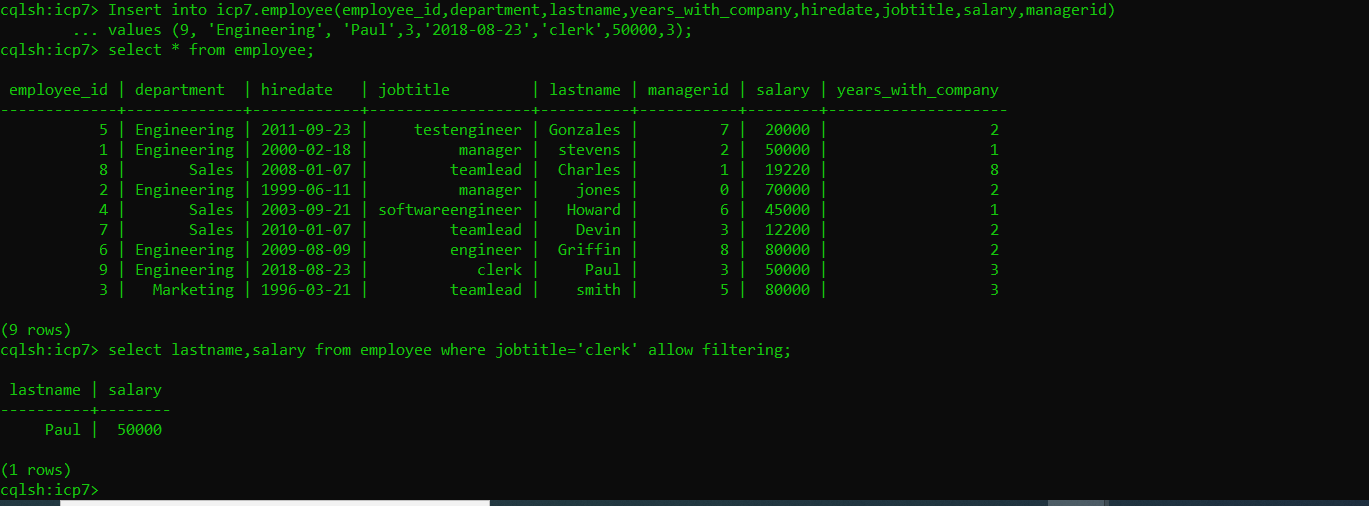 cqlsh:icp7> Insert into icp7.employee(employee_id,department,lastname,years_with_company,hiredate,jobtitle,salary,managerid)
        ... values (9, 'Engineering', 'Paul',3,'2018-08-23','clerk',50000,3);
cqlsh:icp7> select * from employee;
 employee_id | department  | hiredate   | jobtitle         | lastname | managerid | salary | years_with_company
-------------+-------------+------------+------------------+----------+-----------+--------+--------------------
           5 | Engineering | 2011-09-23 |     testengineer | Gonzales |         7 |  20000 |                  2
           1 | Engineering | 2000-02-18 |          manager |  stevens |         2 |  50000 |                  1
           8 |       Sales | 2008-01-07 |         teamlead |  Charles |         1 |  19220 |                  8
           2 | Engineering | 1999-06-11 |          manager |    jones |         0 |  70000 |                  2
           4 |       Sales | 2003-09-21 | softwareengineer |   Howard |         6 |  45000 |                  1
           7 |       Sales | 2010-01-07 |         teamlead |    Devin |         3 |  12200 |                  2
           6 | Engineering | 2009-08-09 |         engineer |  Griffin |         8 |  80000 |                  2
           9 | Engineering | 2018-08-23 |            clerk |     Paul |         3 |  50000 |                  3
           3 |   Marketing | 1996-03-21 |         teamlead |    smith |         5 |  80000 |                  3
(9 rows)
cqlsh:icp7> select lastname,salary from employee where jobtitle='clerk' allow filtering;
 lastname | salary
----------+--------
     Paul |  50000
(1 rows)
cqlsh:icp7>